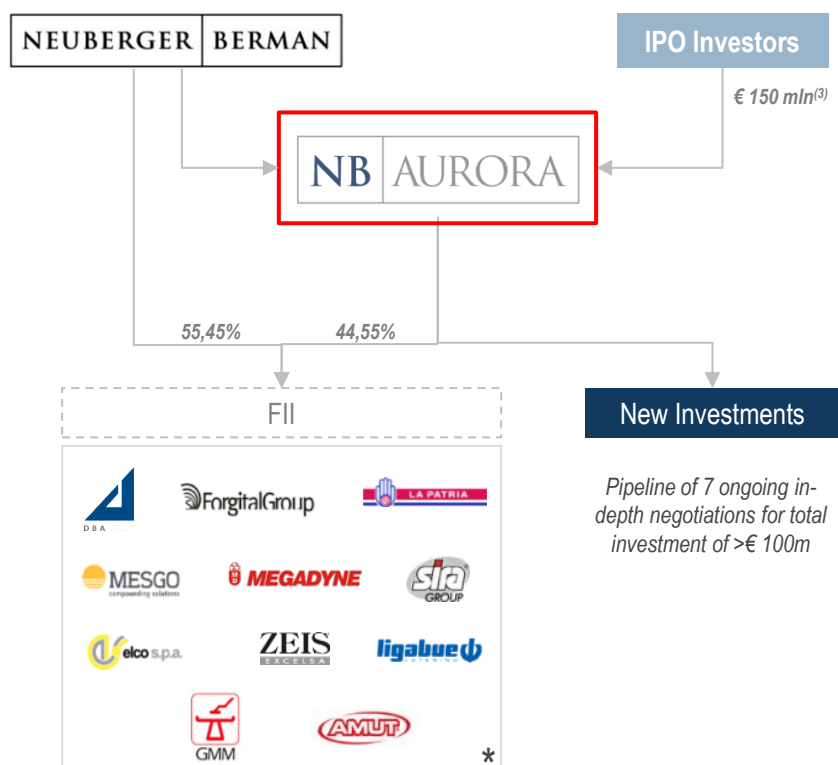 NEUBERGER BERMAN
IPO Investors
€ 150 mln(3)
NB AURORA
55,45%
44,55%
FII
New Investments
DBA
ForgitalGroup
LA PATRIA
Pipeline of 7 ongoing in-
depth negotiations for total
investment of >€ 100m
MESGO
compounding solutions
MEGADYNE
sira
GROUP
elco s.p.a.
ZEIS
EXCELSA
ligabue
CATERING
GMM
AMUT
*